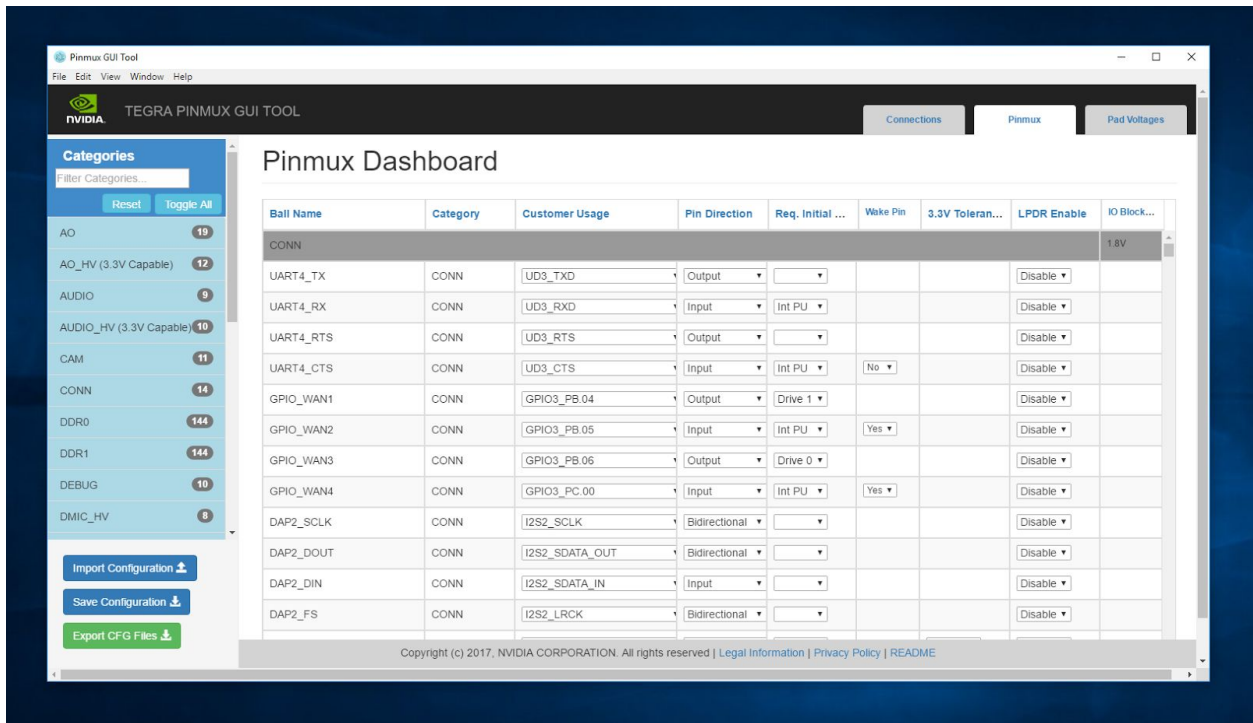 Pinmux GUI Tool
File Edit View Window Help
NVIDIA.
TEGRA PINMUX GUI TOOL
Connections Pinmux Pad Voltages
Categories
Filter Categories...
Reset Toggle All
AO 19
AO_HV (3.3V Capable) 12
AUDIO 9
AUDIO_HV (3.3V Capable) 10
CAM 11
CONN 14
DDR0 144
DDR1 144
DEBUG 10
DMIC_HV 8
Import Configuration
Save Configuration
Export CFG Files
Pinmux Dashboard
Ball Name Category Customer Usage Pin Direction Req. Initial ... Wake Pin 3.3V Toleran... LPDR Enable IO Block...
CONN 1.8V
UART4_TX CONN UD3_TXD Output Disable
UART4_RX CONN UD3_RXD Input Int PU Disable
UART4_RTS CONN UD3_RTS Output Disable
UART4_CTS CONN UD3_CTS Input Int PU No Disable
GPIO_WAN1 CONN GPIO3_PB.04 Output Drive 1 Disable
GPIO_WAN2 CONN GPIO3_PB.05 Input Int PU Yes Disable
GPIO_WAN3 CONN GPIO3_PB.06 Output Drive 0 Disable
GPIO_WAN4 CONN GPIO3_PC.00 Input Int PU Yes Disable
DAP2_SCLK CONN I2S2_SCLK Bidirectional Disable
DAP2_DOUT CONN I2S2_SDATA_OUT Bidirectional Disable
DAP2_DIN CONN I2S2_SDATA_IN Input Disable
DAP2_FS CONN I2S2_LRCK Bidirectional Disable
Copyright (c) 2017, NVIDIA CORPORATION. All rights reserved | Legal Information | Privacy Policy | README